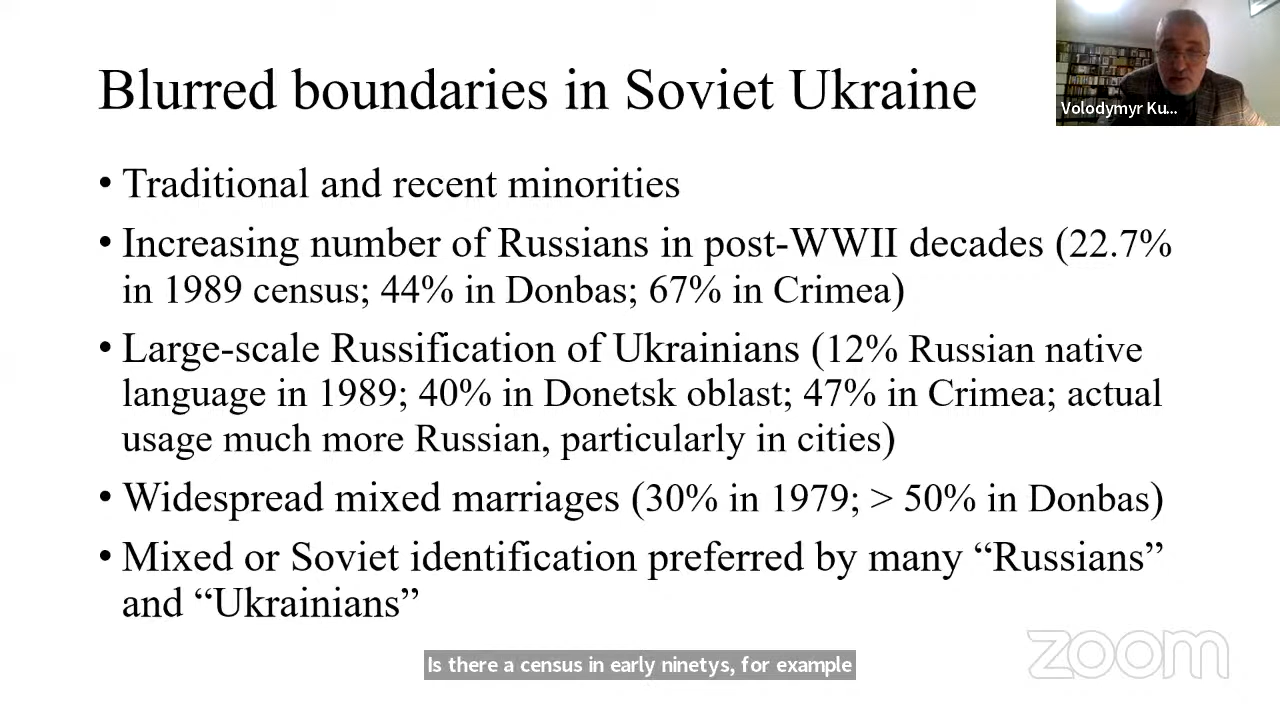 Blurred boundaries in Soviet Ukraine
Volodymyr Ku...
• Traditional and recent minorities
• Increasing number of Russians in post-WWII decades (22.7%
in 1989 census; 44% in Donbas; 67% in Crimea)
• Large-scale Russification of Ukrainians (12% Russian native
language in 1989; 40% in Donetsk oblast; 47% in Crimea; actual
usage much more Russian, particularly in cities)
• Widespread mixed marriages (30% in 1979; > 50% in Donbas)
• Mixed or Soviet identification preferred by many “Russians”
and “Ukrainians”
Is there a census in early ninetys, for example
zoom